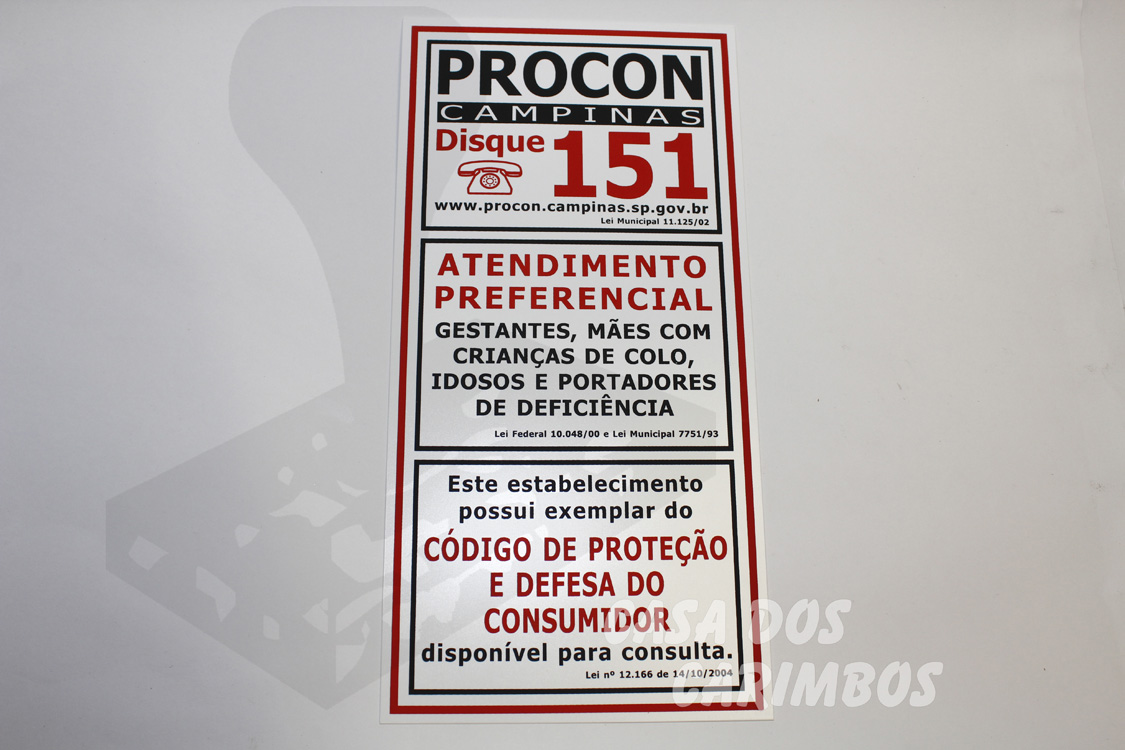 PROCON
CAMPINAS
Disque 151
www.procon.campinas.sp.gov.br
Lei Municipal 11.125/02
ATENDIMENTO
PREFERENCIAL
GESTANTES, MÃES COM
CRIANÇAS DE COLO,
IDOSOS E PORTADORES
DE DEFICIÊNCIA
Lei Federal 10.048/00 e Lei Municipal 7751/93
Este estabelecimento
possui exemplar do
CÓDIGO DE PROTEÇÃO
E DEFESA DO
CONSUMIDOR
disponível para consulta.
Lei nº 12.166 de 14/10/2004
CASA DOS
CARIMBOS